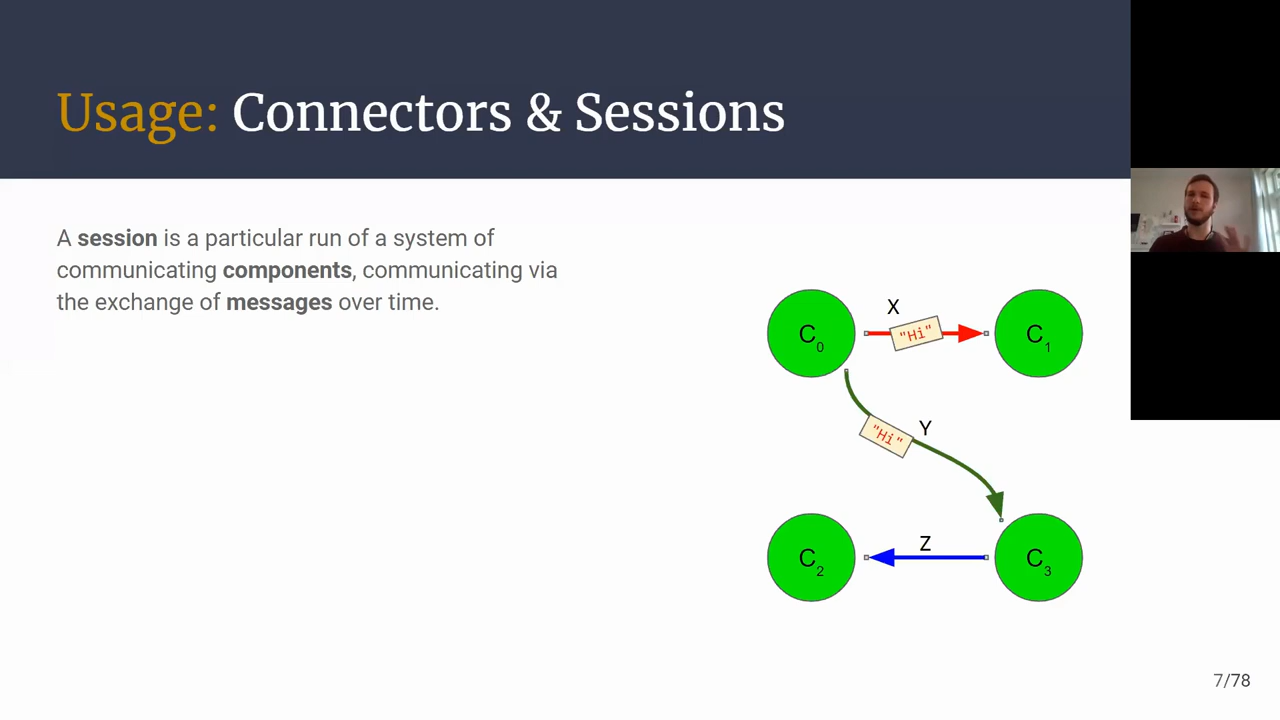 Usage: Connectors & Sessions
A session is a particular run of a system of
communicating components, communicating via
the exchange of messages over time.
X
C0
"Hi"
C1
"Hi"
Y
Z
C2
C3
7/78